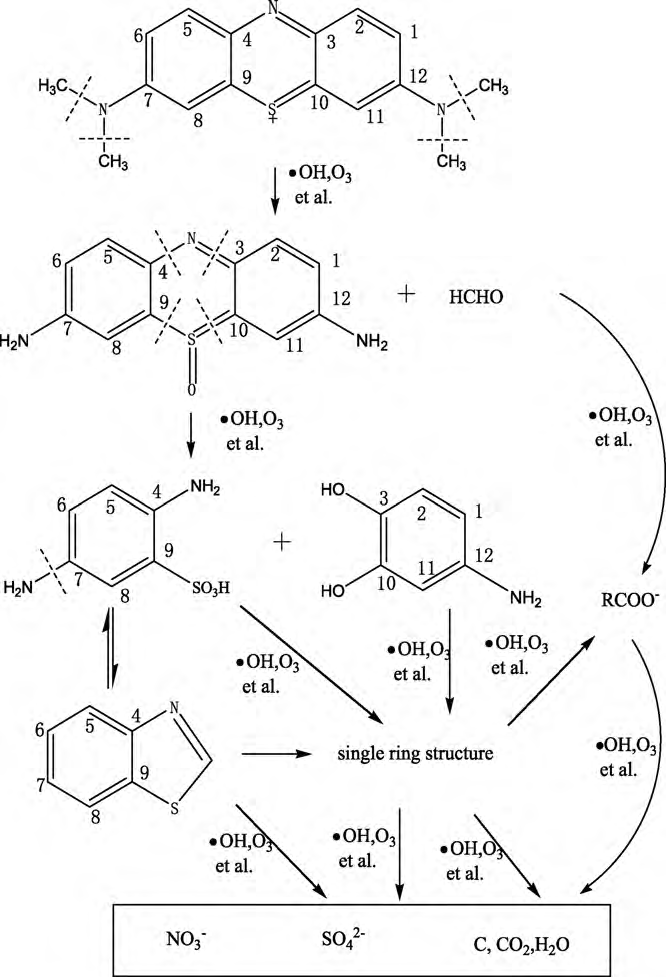 N
6 5 4 3 2 1
H3C 7 8 9 S + 10 11 12 CH3
N N
CH3 CH3
•OH,O3
et al.
N
6 5 4 3 2 1
9 12 + HCHO
H2N 7 8 S 10 11 NH2
O
•OH,O3
et al.
•OH,O3
et al.
NH2
6 5 4
9
H2N 7 8 SO3H
+
HO 3 2 1
HO 10 11 12
NH2
RCOO-
•OH,O3
et al.
•OH,O3
et al.
•OH,O3
et al.
•OH,O3
et al.
6 5 4 N
7 8 9 S
single ring structure
•OH,O3
et al.
•OH,O3
et al.
•OH,O3
et al.
NO3- SO42- C, CO2,H2O